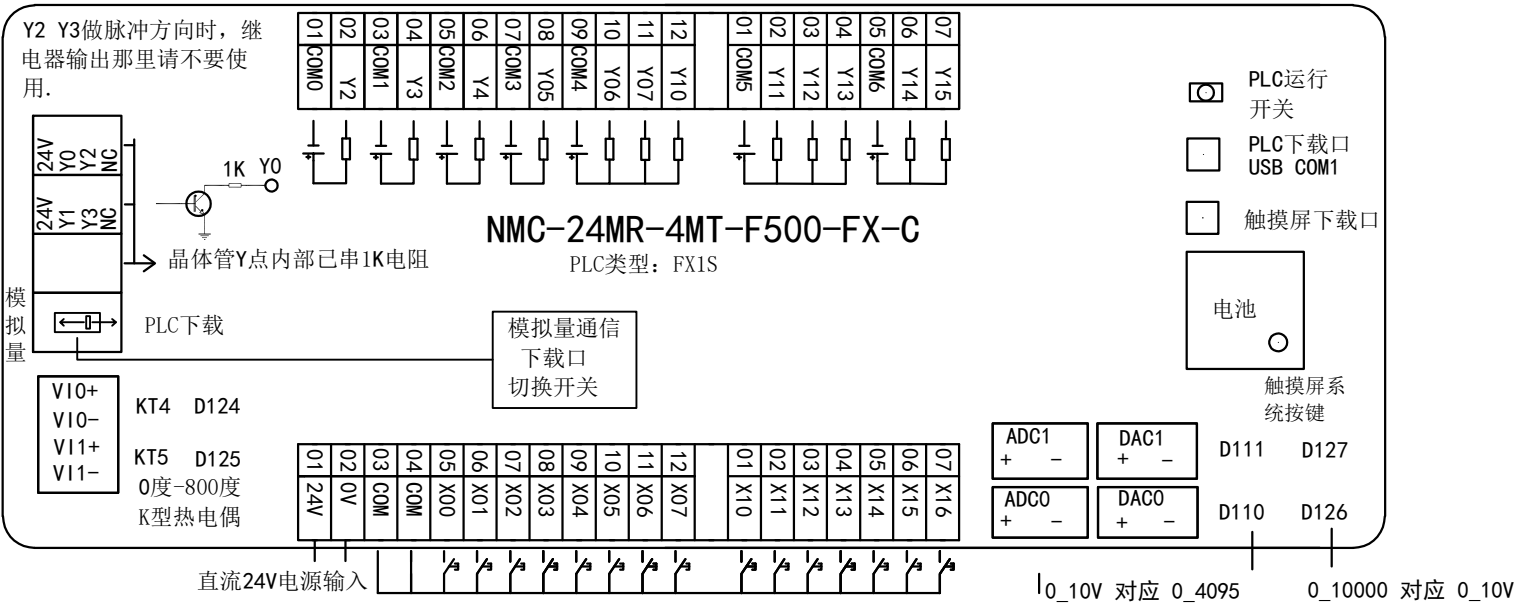 Y2 Y3做脉冲方向时，继
电器输出那里请不要使
用.
01 02 03 04 05 06 07 08 09 10 11 12
COM0 Y2 COM1 Y3 COM2 Y4 COM3 Y05 COM4 Y06 Y07 Y10
01 02 03 04 05 06 07
COM5 Y11 Y12 Y13 COM6 Y14 Y15
PLC运行
开关
PLC下载口
USB COM1
触摸屏下载口
24V
Y0
Y2
NC
24V
Y1
Y3
NC
1K Y0
晶体管Y点内部已串1K电阻
NMC-24MR-4MT-F500-FX-C
PLC类型：FX1S
模
拟
量
PLC下载
模拟量通信
下载口
切换开关
电池
触摸屏系
统按键
VI0+
VI0-
VI1+
VI1-
KT4 D124
KT5 D125
0度-800度
K型热电偶
01 02 03 04 05 06 07 08 09 10 11 12
24V 0V COM COM X00 X01 X02 X03 X04 X05 X06 X07
01 02 03 04 05 06 07
X10 X11 X12 X13 X14 X15 X16
ADC1
+ -
DAC1
+ -
D111 D127
ADC0
+ -
DAC0
+ -
D110 D126
直流24V电源输入
0_10V 对应 0_4095
0_10000 对应 0_10V